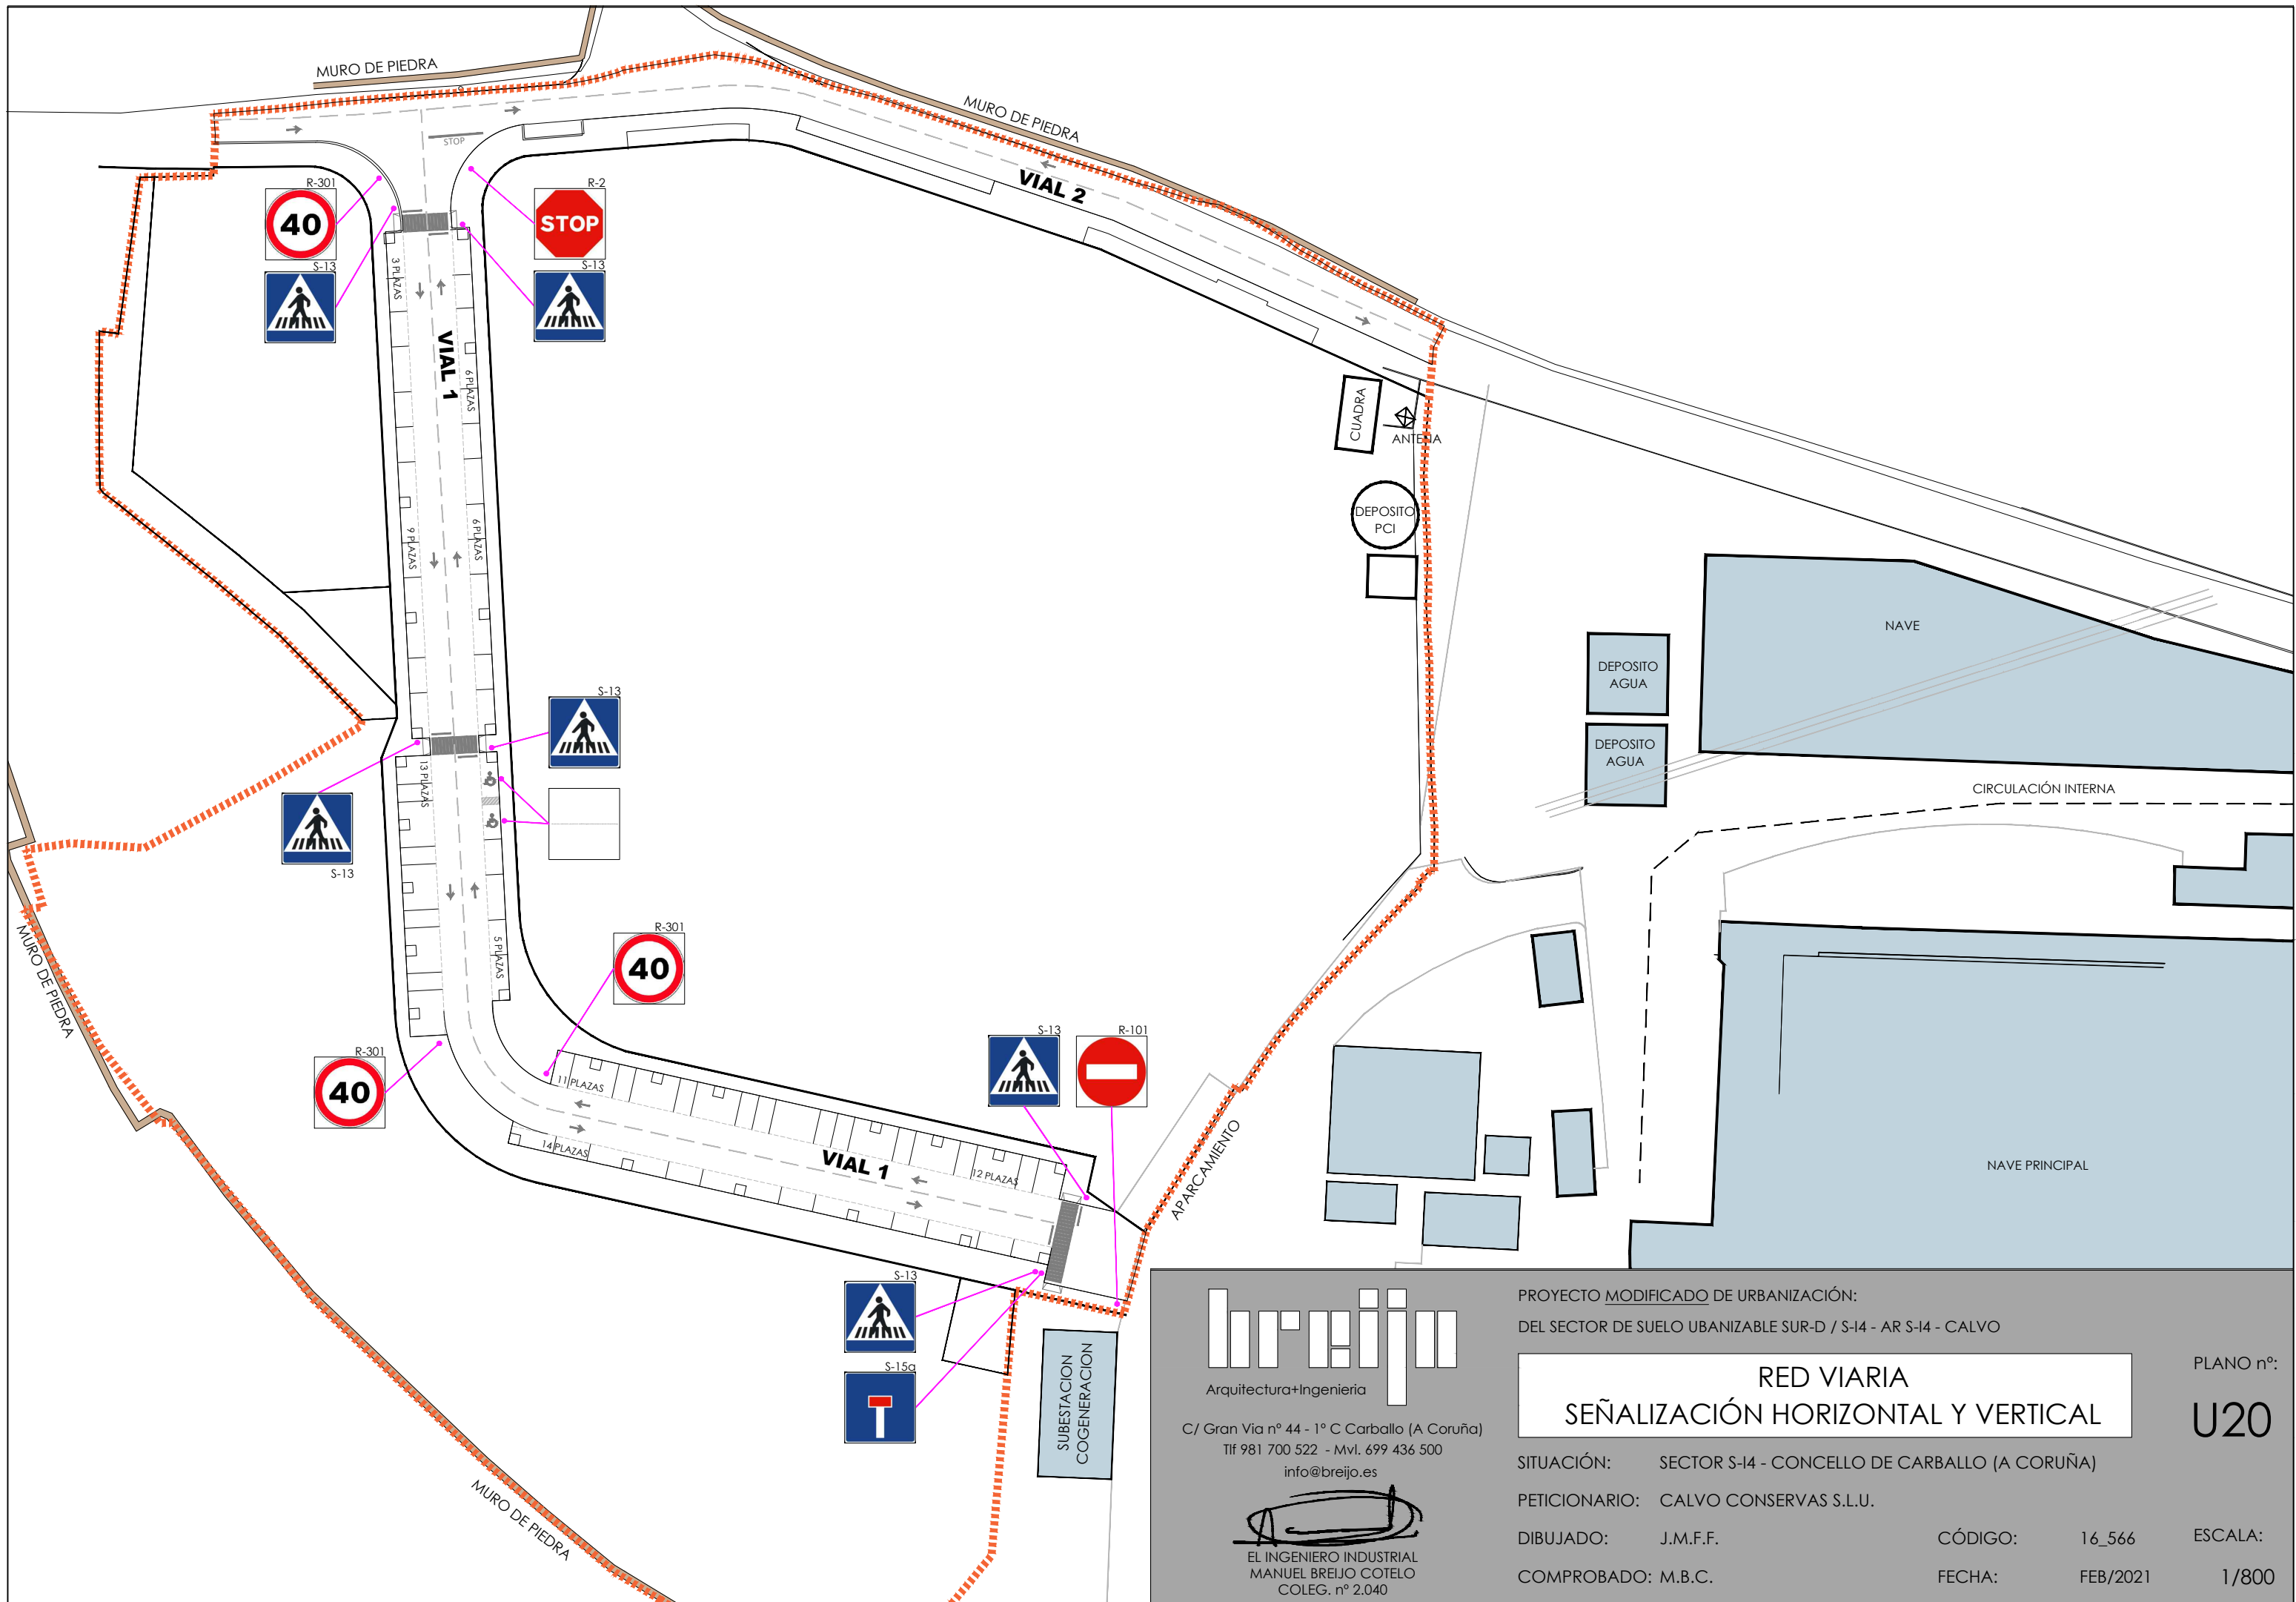 MURO DE PIEDRA
MURO DE PIEDRA
STOP
R-301
40
S-13
R-2
STOP
S-13
VIAL 2
3 PLAZAS
VIAL 1
6 PLAZAS
9 PLAZAS
6 PLAZAS
CUADRA
ANTENA
DEPOSITO
PCI
NAVE
DEPOSITO
AGUA
DEPOSITO
AGUA
CIRCULACIÓN INTERNA
S-13
13 PLAZAS
S-13
5 PLAZAS
R-301
40
MURO DE PIEDRA
R-301
40
11 PLAZAS
14 PLAZAS
VIAL 1
12 PLAZAS
S-13
R-101
APARCAMIENTO
NAVE PRINCIPAL
S-13
S-15a
SUBESTACION
COGENERACION
MURO DE PIEDRA
breijo
Arquitectura+Ingenieria
C/ Gran Via nº 44 - 1º C Carballo (A Coruña)
Tlf 981 700 522 - Mvl. 699 436 500
info@breijo.es
EL INGENIERO INDUSTRIAL
MANUEL BREIJO COTELO
COLEG. nº 2.040
PROYECTO MODIFICADO DE URBANIZACIÓN:
DEL SECTOR DE SUELO UBANIZABLE SUR-D / S-I4 - AR S-I4 - CALVO
RED VIARIA
SEÑALIZACIÓN HORIZONTAL Y VERTICAL
PLANO nº:
U20
SITUACIÓN: SECTOR S-I4 - CONCELLO DE CARBALLO (A CORUÑA)
PETICIONARIO: CALVO CONSERVAS S.L.U.
DIBUJADO: J.M.F.F. CÓDIGO: 16_566 ESCALA:
COMPROBADO: M.B.C. FECHA: FEB/2021 1/800